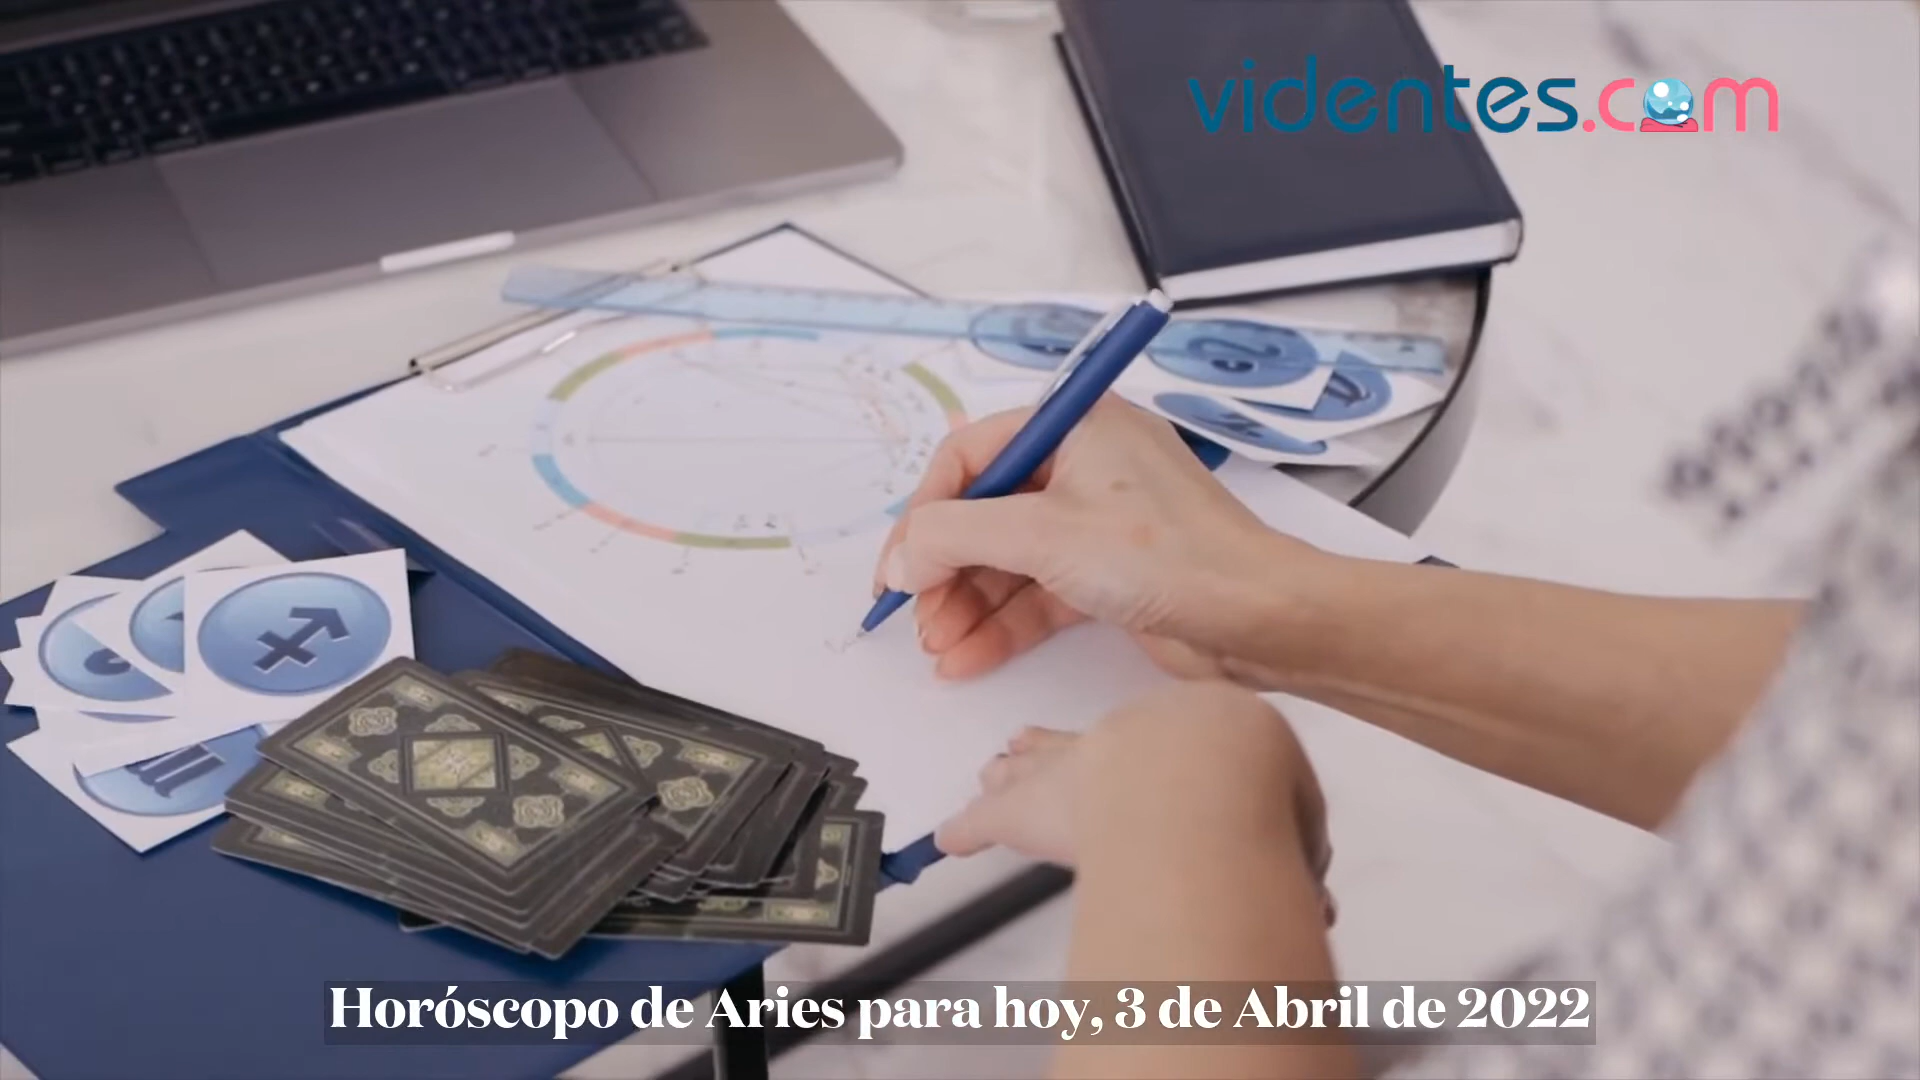 videntes.com
Horóscopo de Aries para hoy, 3 de Abril de 2022